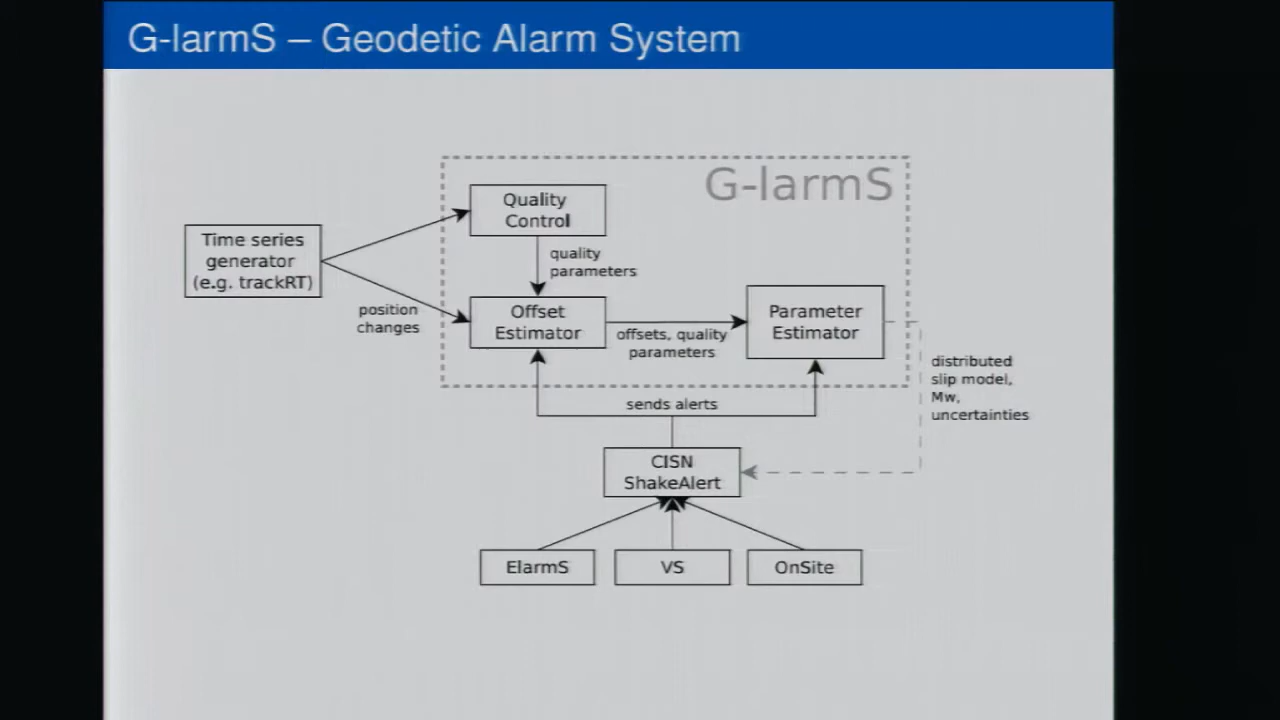 G-larmS – Geodetic Alarm System
G-larmS
Quality
Control
Time series
generator
(e.g. trackRT)
quality
parameters
position
changes
Offset
Estimator
offsets, quality
parameters
Parameter
Estimator
distributed
slip model,
Mw,
uncertainties
sends alerts
CISN
ShakeAlert
ElarmS
VS
OnSite